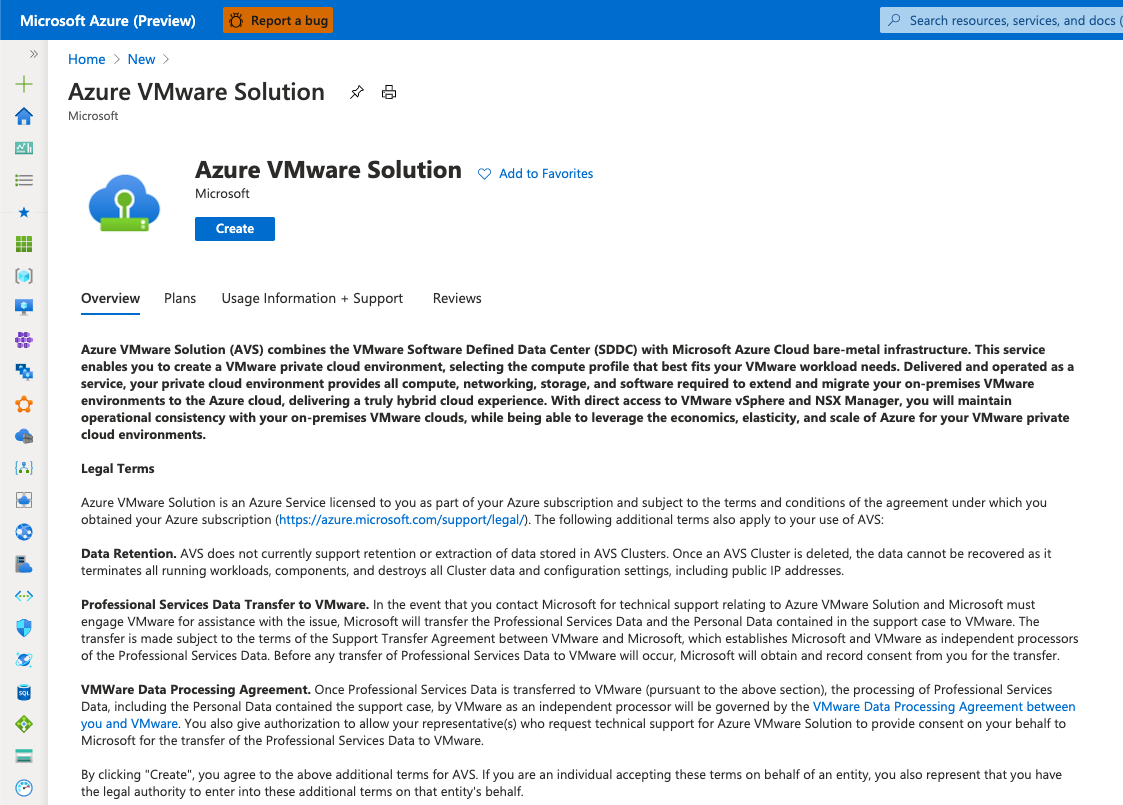 Microsoft Azure (Preview)
Report a bug
Search resources, services, and docs (
Home
New
Azure VMware Solution
Microsoft
Azure VMware Solution
Add to Favorites
Microsoft
Create
Overview
Plans
Usage Information + Support
Reviews
Azure VMware Solution (AVS) combines the VMware Software Defined Data Center (SDDC) with Microsoft Azure Cloud bare-metal infrastructure. This service
enables you to create a VMware private cloud environment, selecting the compute profile that best fits your VMware workload needs. Delivered and operated as a
service, your private cloud environment provides all compute, networking, storage, and software required to extend and migrate your on-premises VMware
environments to the Azure cloud, delivering a truly hybrid cloud experience. With direct access to VMware vSphere and NSX Manager, you will maintain
operational consistency with your on-premises VMware clouds, while being able to leverage the economics, elasticity, and scale of Azure for your VMware private
cloud environments.
Legal Terms
Azure VMware Solution is an Azure Service licensed to you as part of your Azure subscription and subject to the terms and conditions of the agreement under which you
obtained your Azure subscription (https://azure.microsoft.com/support/legal/). The following additional terms also apply to your use of AVS:
Data Retention. AVS does not currently support retention or extraction of data stored in AVS Clusters. Once an AVS Cluster is deleted, the data cannot be recovered as it
terminates all running workloads, components, and destroys all Cluster data and configuration settings, including public IP addresses.
Professional Services Data Transfer to VMware. In the event that you contact Microsoft for technical support relating to Azure VMware Solution and Microsoft must
engage VMware for assistance with the issue, Microsoft will transfer the Professional Services Data and the Personal Data contained in the support case to VMware. The
transfer is made subject to the terms of the Support Transfer Agreement between VMware and Microsoft, which establishes Microsoft and VMware as independent processors
of the Professional Services Data. Before any transfer of Professional Services Data to VMware will occur, Microsoft will obtain and record consent from you for the transfer.
VMWare Data Processing Agreement. Once Professional Services Data is transferred to VMware (pursuant to the above section), the processing of Professional Services
Data, including the Personal Data contained the support case, by VMware as an independent processor will be governed by the VMware Data Processing Agreement between
you and VMware. You also give authorization to allow your representative(s) who request technical support for Azure VMware Solution to provide consent on your behalf to
Microsoft for the transfer of the Professional Services Data to VMware.
By clicking "Create", you agree to the above additional terms for AVS. If you are an individual accepting these terms on behalf of an entity, you also represent that you have
the legal authority to enter into these additional terms on that entity's behalf.
SQL